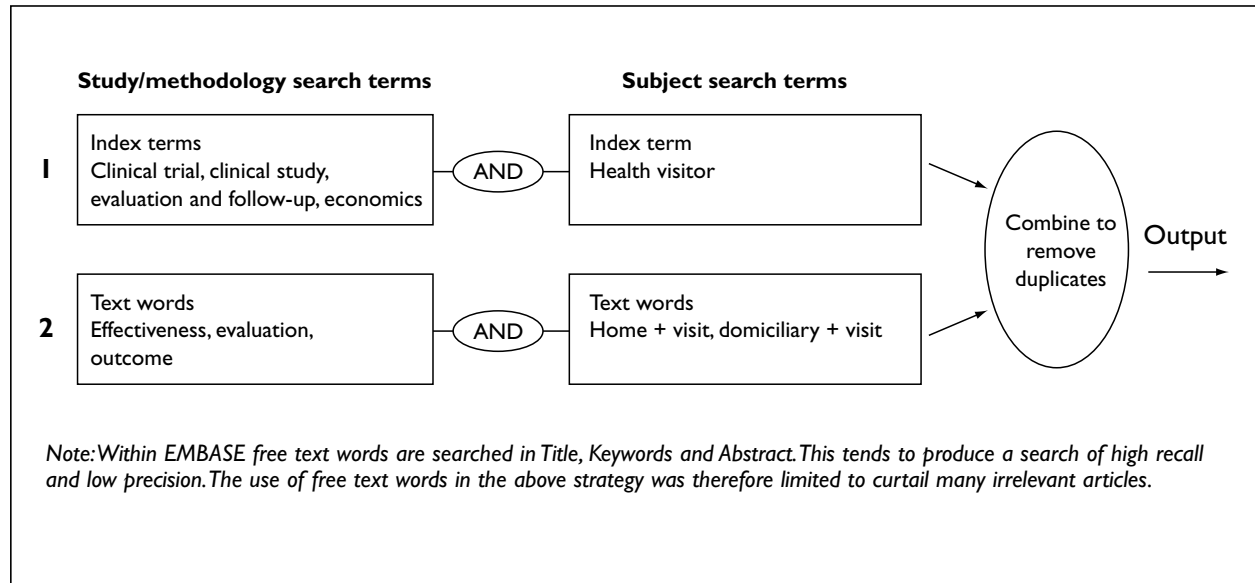 Study/methodology search terms
Subject search terms
1
Index terms
Clinical trial, clinical study,
evaluation and follow-up, economics
AND
Index term
Health visitor
2
Text words
Effectiveness, evaluation,
outcome
AND
Text words
Home + visit, domiciliary + visit
Combine to
remove
duplicates
Output
Note: Within EMBASE free text words are searched in Title, Keywords and Abstract. This tends to produce a search of high recall
and low precision. The use of free text words in the above strategy was therefore limited to curtail many irrelevant articles.